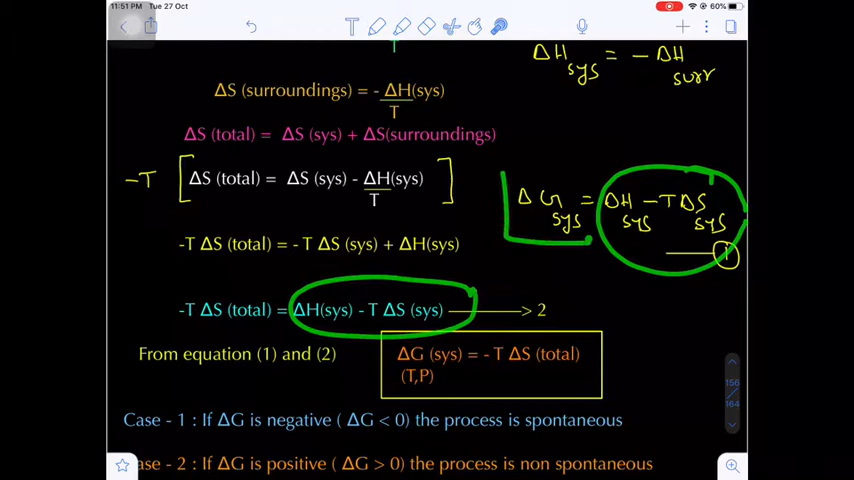 11:51 PM Tue 27 Oct
60%
T
ΔH sys = - ΔH surr
ΔS (surroundings) = - ΔH(sys)
T
ΔS (total) = ΔS (sys) + ΔS(surroundings)
-T [ ΔS (total) = ΔS (sys) - ΔH(sys) ]
T
ΔG sys = ΔH sys - T ΔS sys
1
-T ΔS (total) = - T ΔS (sys) + ΔH(sys)
-T ΔS (total) = ΔH(sys) - T ΔS (sys) ————> 2
From equation (1) and (2)
ΔG (sys) = - T ΔS (total)
(T,P)
156
164
Case - 1 : If ΔG is negative ( ΔG < 0) the process is spontaneous
ase - 2 : If ΔG is positive ( ΔG > 0) the process is non spontaneous